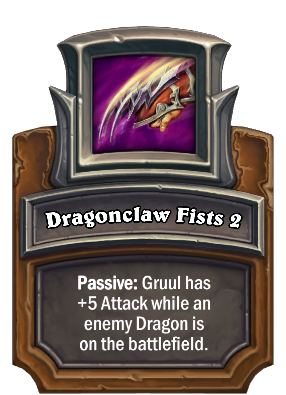 Dragonclaw Fists 2
Passive: Gruul has
+5 Attack while an
enemy Dragon is
on the battlefield.